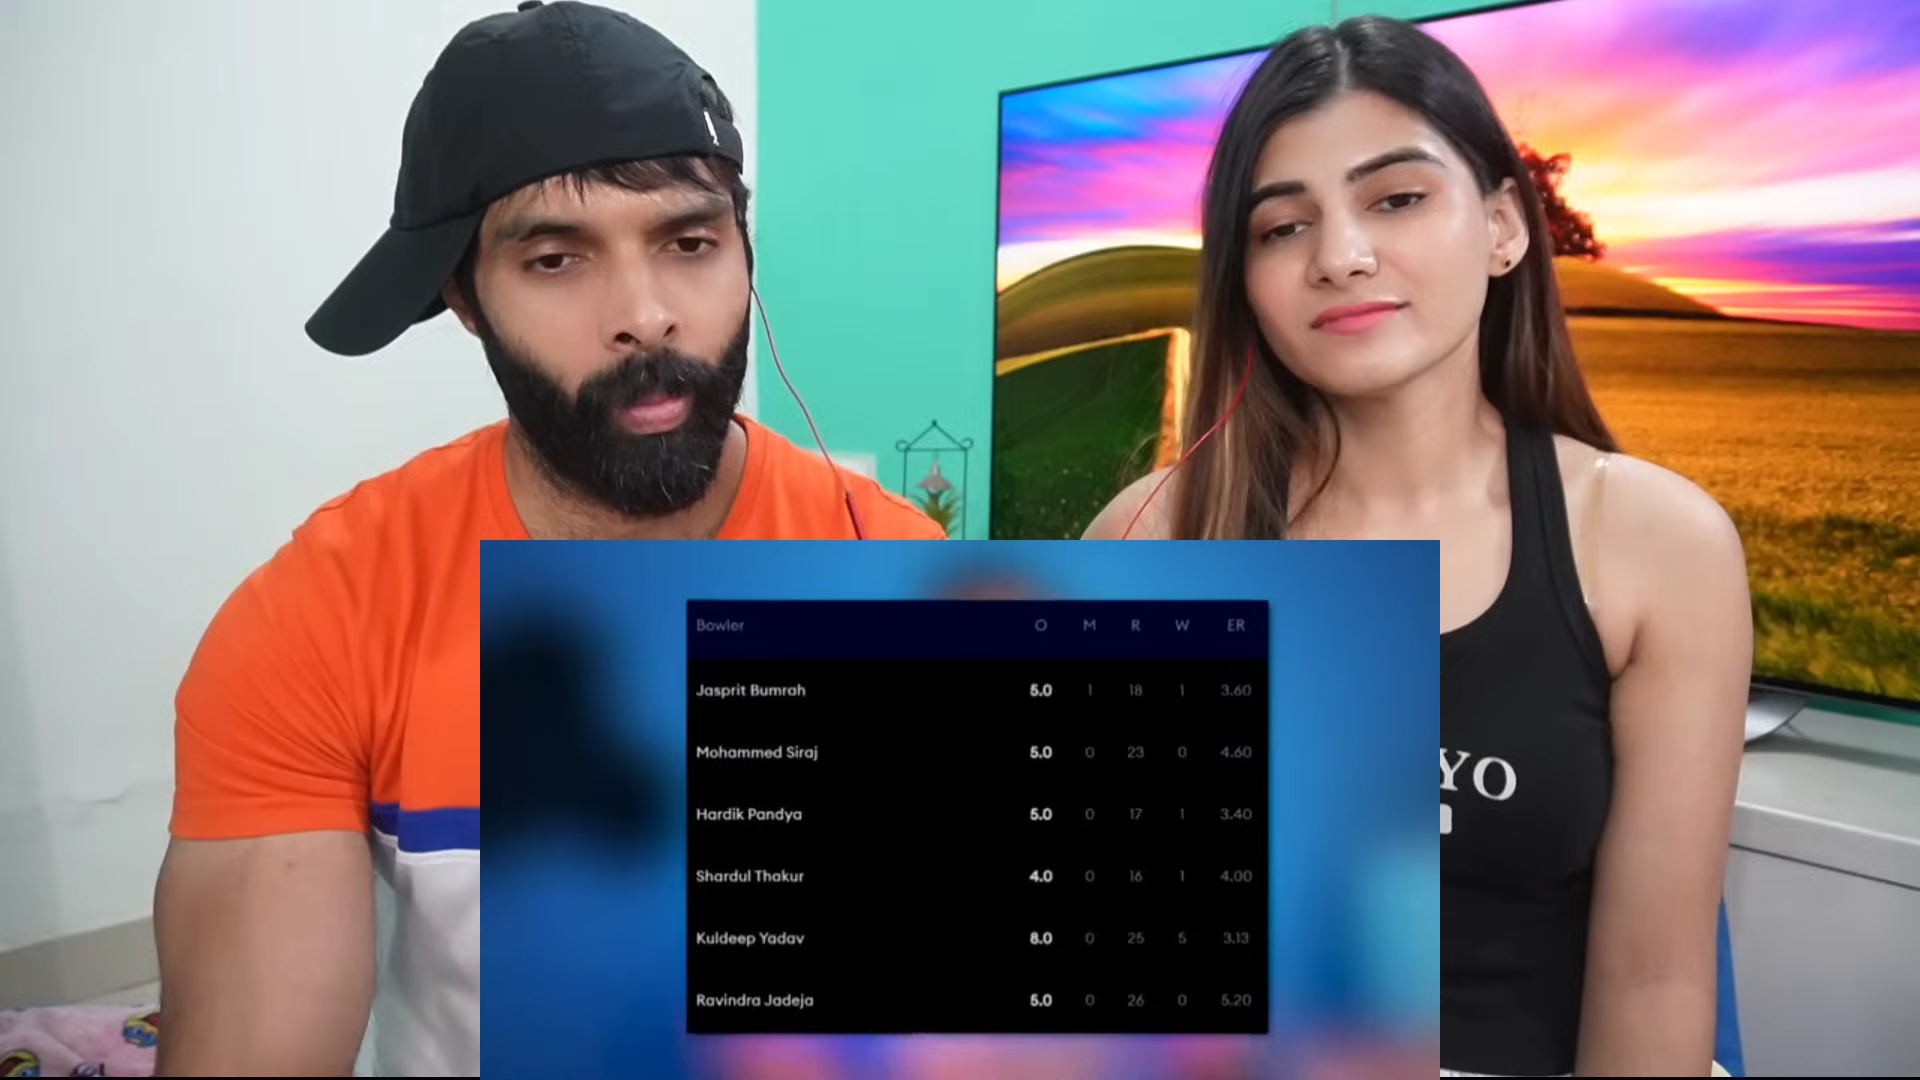 Bowler O M R W ER
Jasprit Bumrah 5.0 1 18 1 3.60
Mohammed Siraj 5.0 0 23 0 4.60
Hardik Pandya 5.0 0 17 1 3.40
Shardul Thakur 4.0 0 16 1 4.00
Kuldeep Yadav 8.0 0 25 5 3.13
Ravindra Jadeja 5.0 0 26 0 5.20
YO